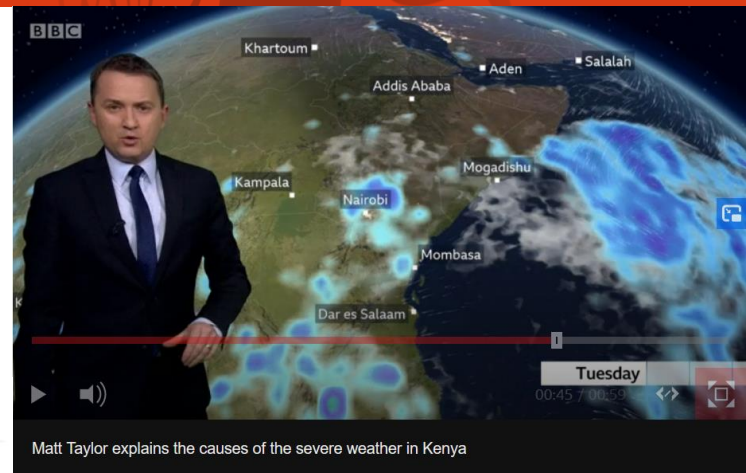 BBC
Khartoum
Aden
Salalah
Addis Ababa
Mogadishu
Kampala
Nairobi
Mombasa
K
Dar es Salaam
Tuesday
00:45 / 00:59
Matt Taylor explains the causes of the severe weather in Kenya